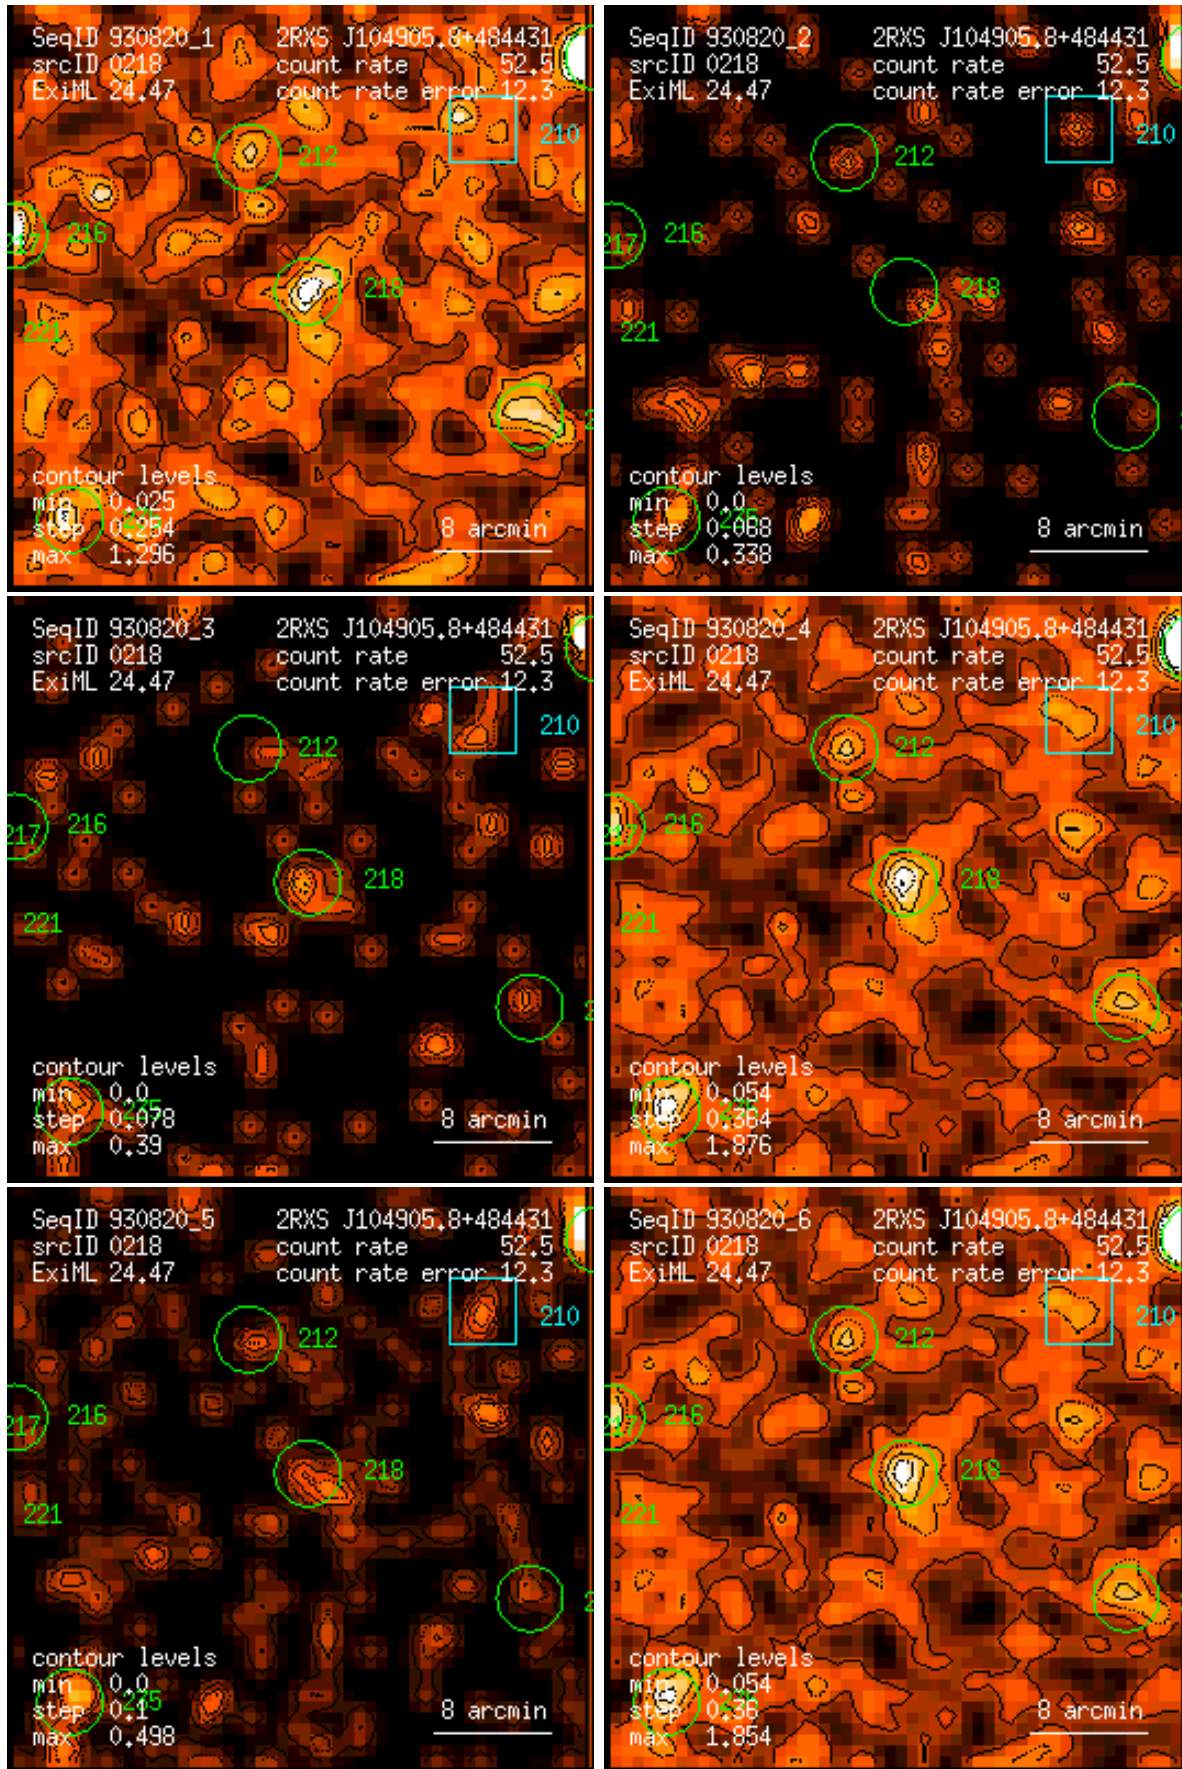 SeqID 930820_1 2RXS J104905.8+484431
srcID 0218 count rate 52.5
ExiML 24.47 count rate error 12.3
210
212
217 216
218
221
contour levels
min 0.025
step 0.254
max 1.296
8 arcmin
SeqID 930820_2 2RXS J104905.8+484431
srcID 0218 count rate 52.5
ExiML 24.47 count rate error 12.3
210
212
217 216
218
221
contour levels
min 0.0
step 0.068
max 0.338
8 arcmin
SeqID 930820_3 2RXS J104905.8+484431
srcID 0218 count rate 52.5
ExiML 24.47 count rate error 12.3
210
212
217 216
218
221
contour levels
min 0.0
step 0.078
max 0.39
8 arcmin
SeqID 930820_4 2RXS J104905.8+484431
srcID 0218 count rate 52.5
ExiML 24.47 count rate error 12.3
210
212
217 216
218
221
contour levels
min 0.054
step 0.364
max 1.876
8 arcmin
SeqID 930820_5 2RXS J104905.8+484431
srcID 0218 count rate 52.5
ExiML 24.47 count rate error 12.3
210
212
217 216
218
221
contour levels
min 0.0
step 0.1
max 0.498
8 arcmin
SeqID 930820_6 2RXS J104905.8+484431
srcID 0218 count rate 52.5
ExiML 24.47 count rate error 12.3
210
212
217 216
218
221
contour levels
min 0.054
step 0.36
max 1.854
8 arcmin